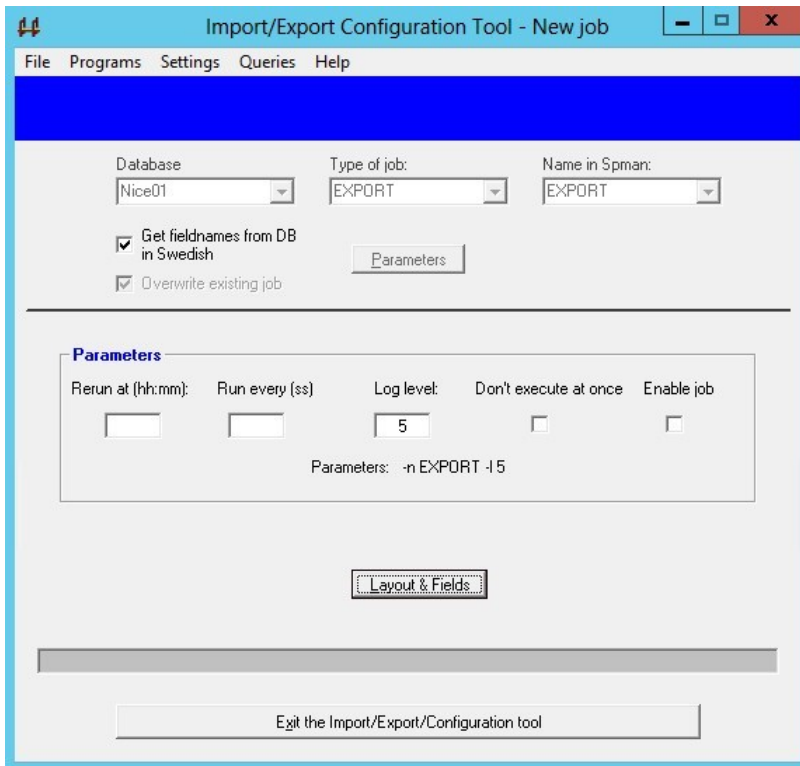 Import/Export Configuration Tool - New job
File Programs Settings Queries Help
Database Type of job: Name in Spman:
Nice01 EXPORT EXPORT
Get fieldnames from DB
in Swedish
Parameters
Overwrite existing job
Parameters
Rerun at (hh:mm): Run every (ss) Log level: Don't execute at once Enable job
5
Parameters: -n EXPORT -l 5
Layout & Fields
Exit the Import/Export/Configuration tool